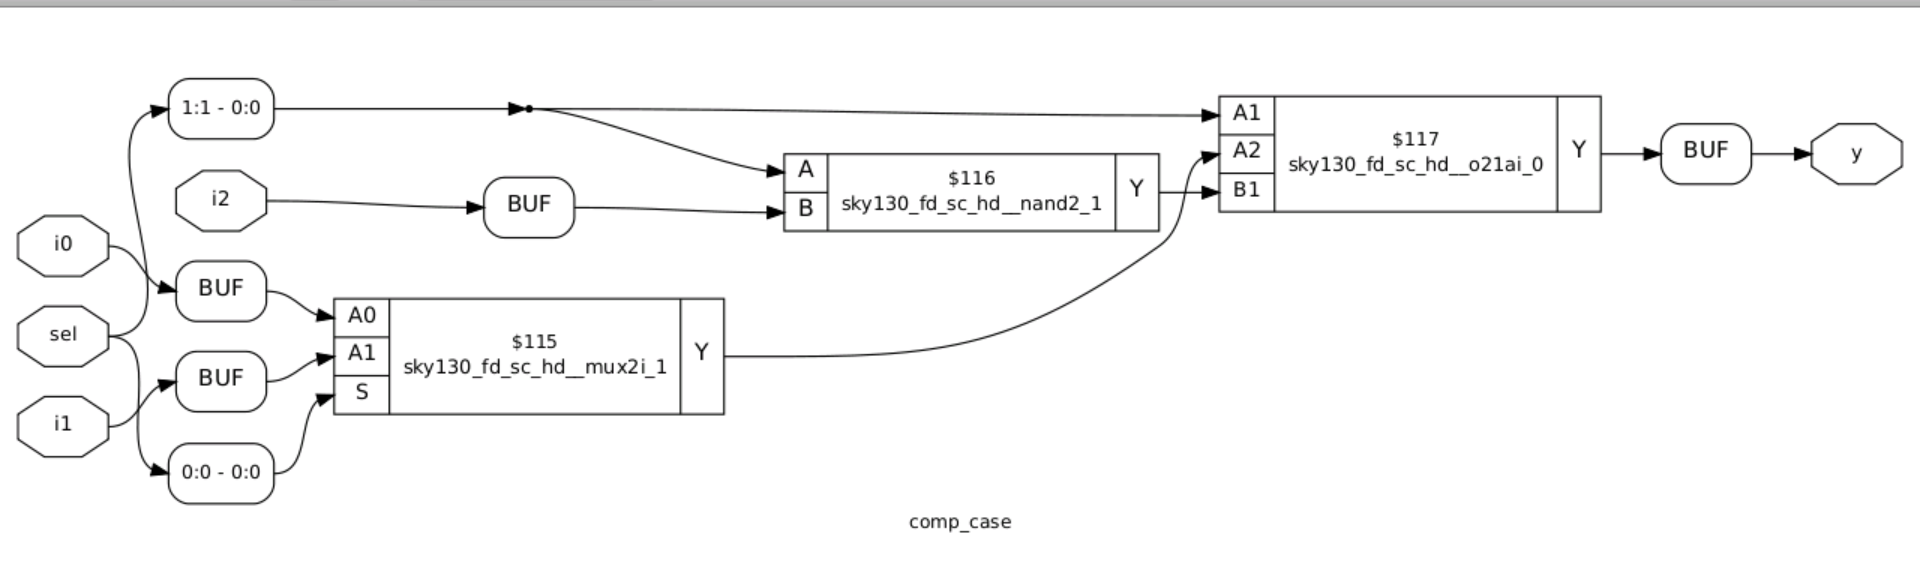 1:1 - 0:0
i2
BUF
i0
BUF
sel
BUF
i1
0:0 - 0:0
A0
A1
S
$115
sky130_fd_sc_hd__mux2i_1
Y
A
B
$116
sky130_fd_sc_hd__nand2_1
Y
A1
A2
B1
$117
sky130_fd_sc_hd__o21ai_0
Y
BUF
y
comp_case